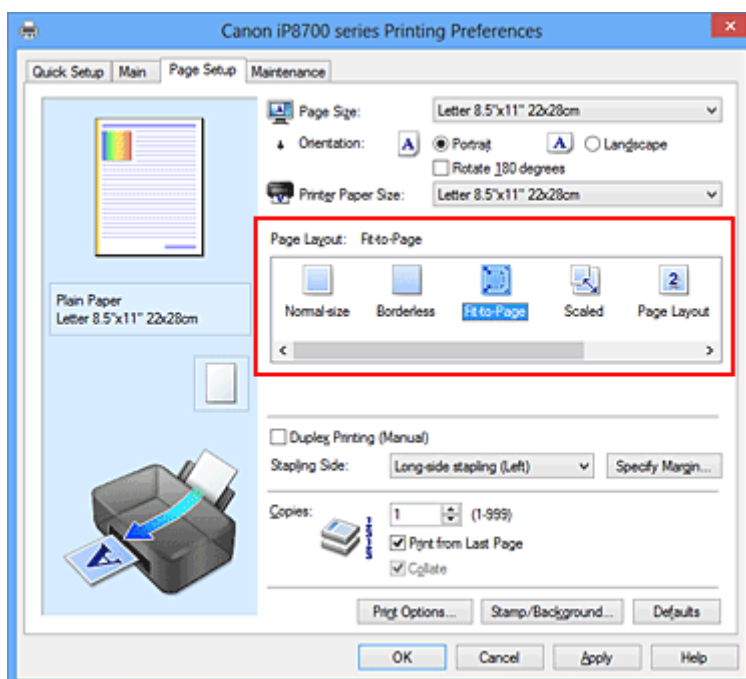 Canon iP8700 series Printing Preferences
Quick Setup Main Page Setup Maintenance
Page Size: Letter 8.5"x11" 22x28cm
Orientation: A Portrait A Landscape
Rotate 180 degrees
Printer Paper Size: Letter 8.5"x11" 22x28cm
Page Layout: Fit-to-Page
2
Normal-size Borderless Fit-to-Page Scaled Page Layout
Plain Paper
Letter 8.5"x11" 22x28cm
Duplex Printing (Manual)
Stapling Side: Long-side stapling (Left) Specify Margin...
Copies: 1 (1-999)
Print from Last Page
Collate
A
Print Options... Stamp/Background... Defaults
OK Cancel Apply Help